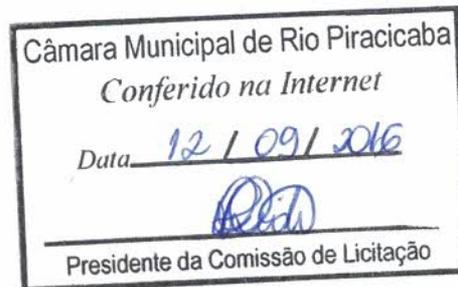 Câmara Municipal de Rio Piracicaba
Conferido na Internet
Data 12 / 09 / 2016
Presidente da Comissão de Licitação